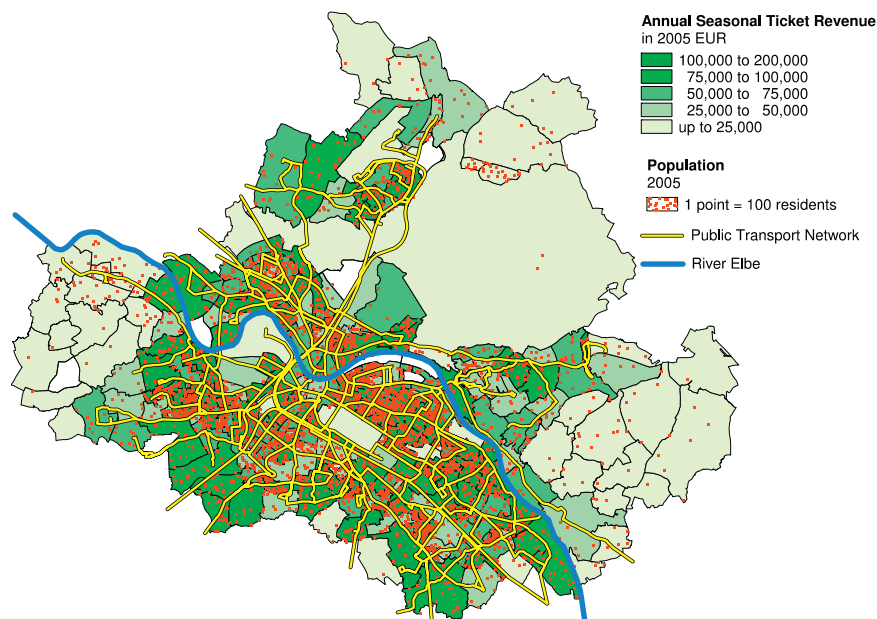 Annual Seasonal Ticket Revenue
in 2005 EUR
100,000 to 200,000
75,000 to 100,000
50,000 to 75,000
25,000 to 50,000
up to 25,000
Population
2005
1 point = 100 residents
Public Transport Network
River Elbe